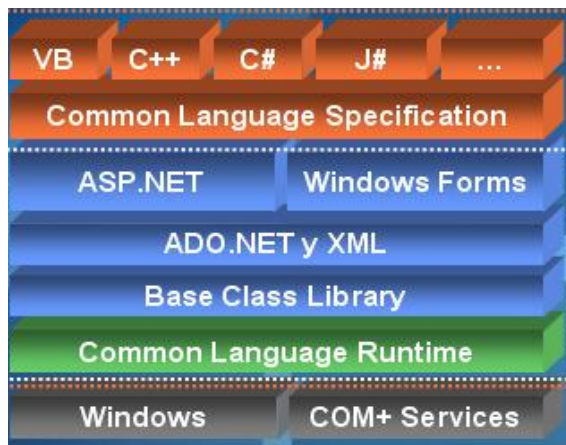 VB C++ C# J# ...
Common Language Specification
ASP.NET Windows Forms
ADO.NET y XML
Base Class Library
Common Language Runtime
Windows COM+ Services